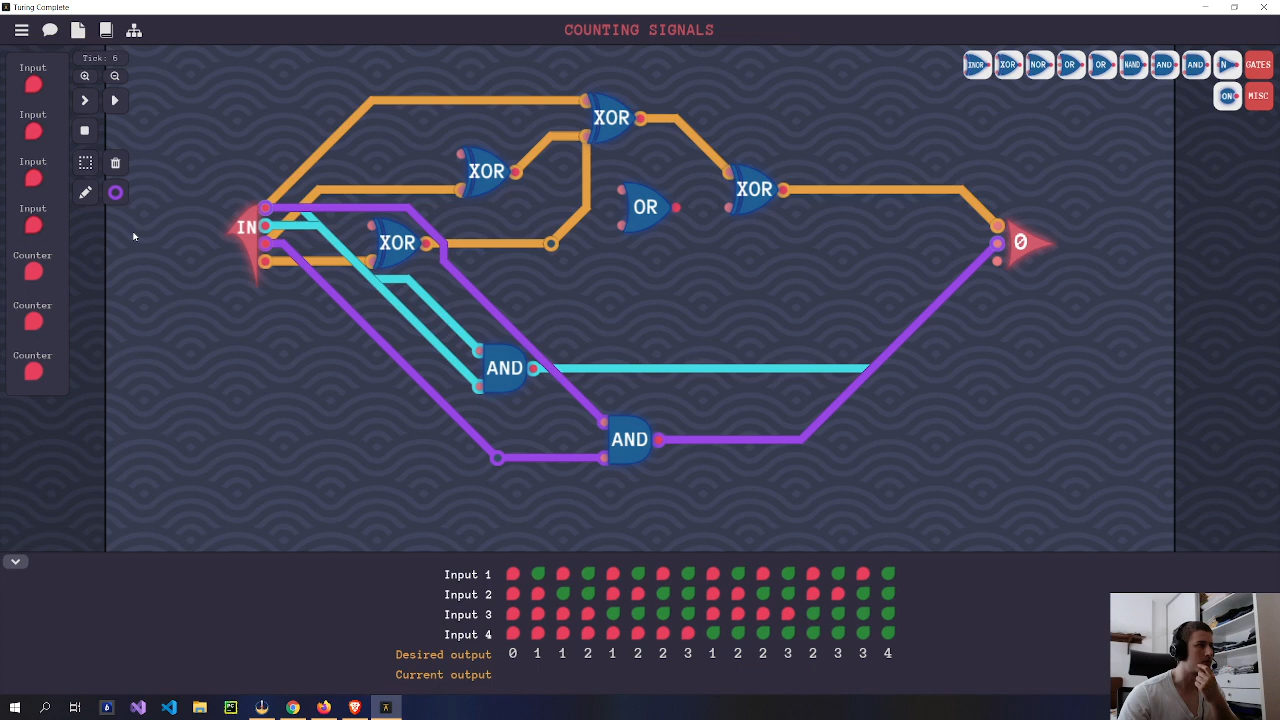 Turing Complete
COUNTING SIGNALS
Tick: 6
Input
Input
Input
Input
Counter
Counter
Counter
XOR
NOR
OR
OR
NAND
AND
AND
N
GATES
ON
MISC
XOR
XOR
XOR
OR
IN
XOR
0
AND
AND
Input 1
Input 2
Input 3
Input 4
Desired output 0 1 1 2 1 2 2 3 1 2 2 3 2 3 3 4
Current output